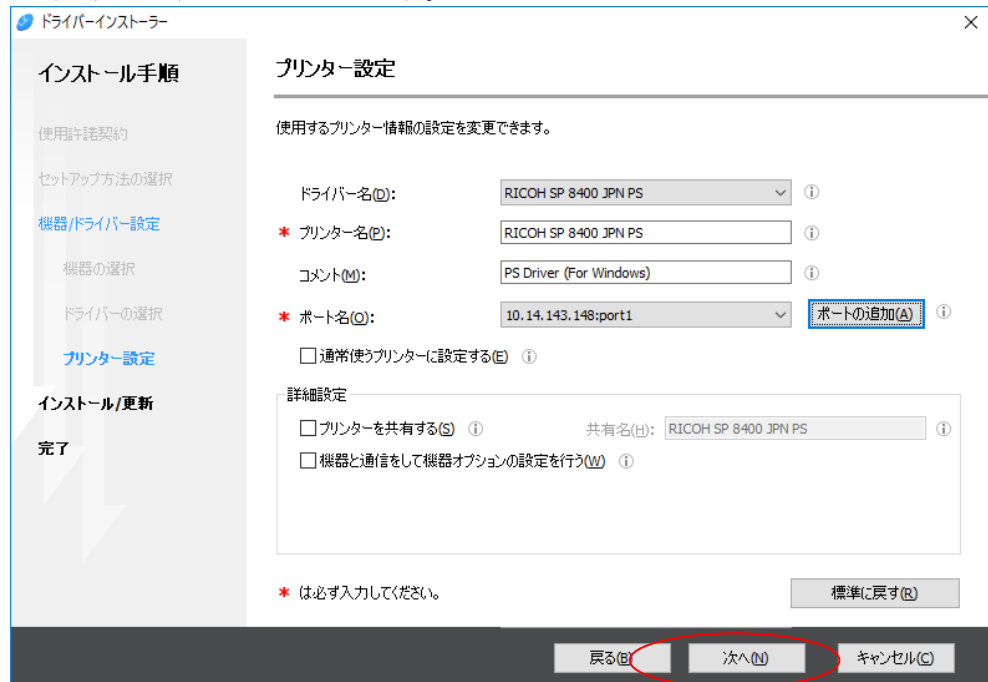 ドライバーインストーラー
インストール手順
使用許諾契約
セットアップ方法の選択
機器/ドライバー設定
機器の選択
ドライバーの選択
プリンター設定
インストール/更新
完了
プリンター設定
使用するプリンター情報の設定を変更できます。
ドライバー名(D): RICOH SP 8400 JPN PS
* プリンター名(P): RICOH SP 8400 JPN PS
コメント(M): PS Driver (For Windows)
* ポート名(O): 10.14.143.148:port1 ポートの追加(A)
通常使うプリンターに設定する(E)
詳細設定
プリンターを共有する(S) 共有名(H): RICOH SP 8400 JPN PS
機器と通信をして機器オプションの設定を行う(W)
* は必ず入力してください。 標準に戻す(R)
戻る(B) 次へ(N) キャンセル(C)